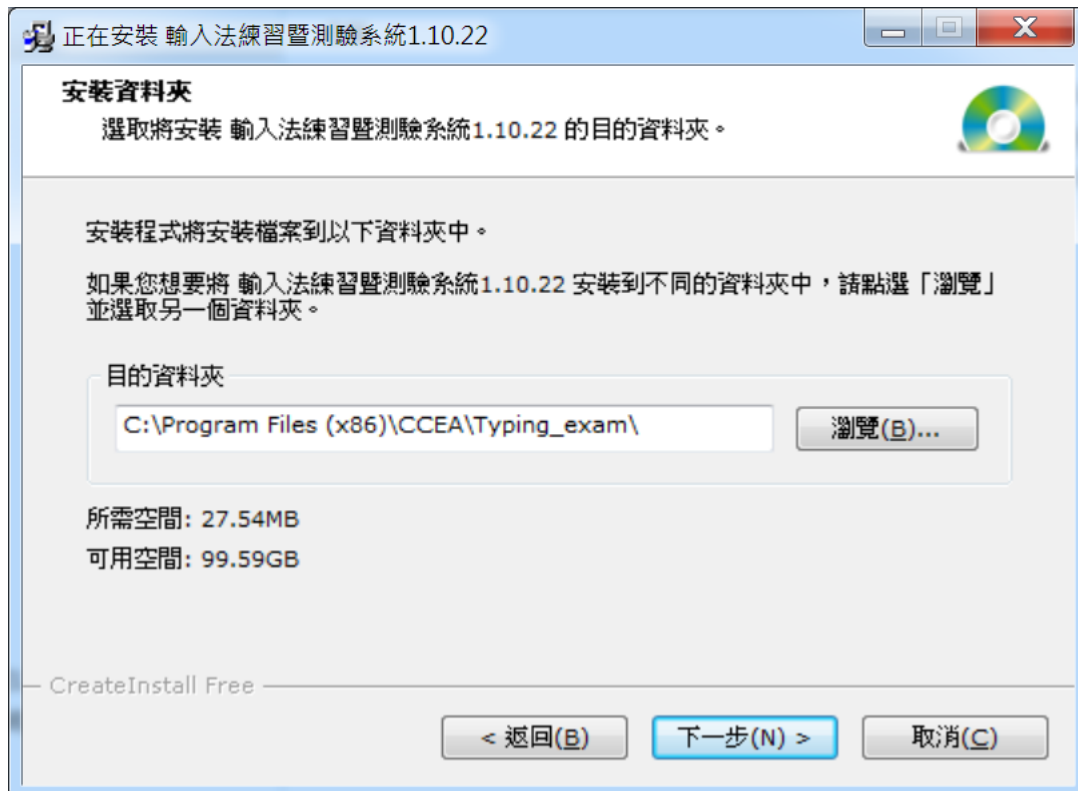 正在安裝 輸入法練習暨測驗系統1.10.22
安裝資料夾
選取將安裝 輸入法練習暨測驗系統1.10.22 的目的資料夾。
安裝程式將安裝檔案到以下資料夾中。
如果您想要將 輸入法練習暨測驗系統1.10.22 安裝到不同的資料夾中，請點選「瀏覽」
並選取另一個資料夾。
目的資料夾
C:\Program Files (x86)\CCEA\Typing_exam\
瀏覽(B)...
所需空間: 27.54MB
可用空間: 99.59GB
CreateInstall Free
< 返回(B)
下一步(N) >
取消(C)